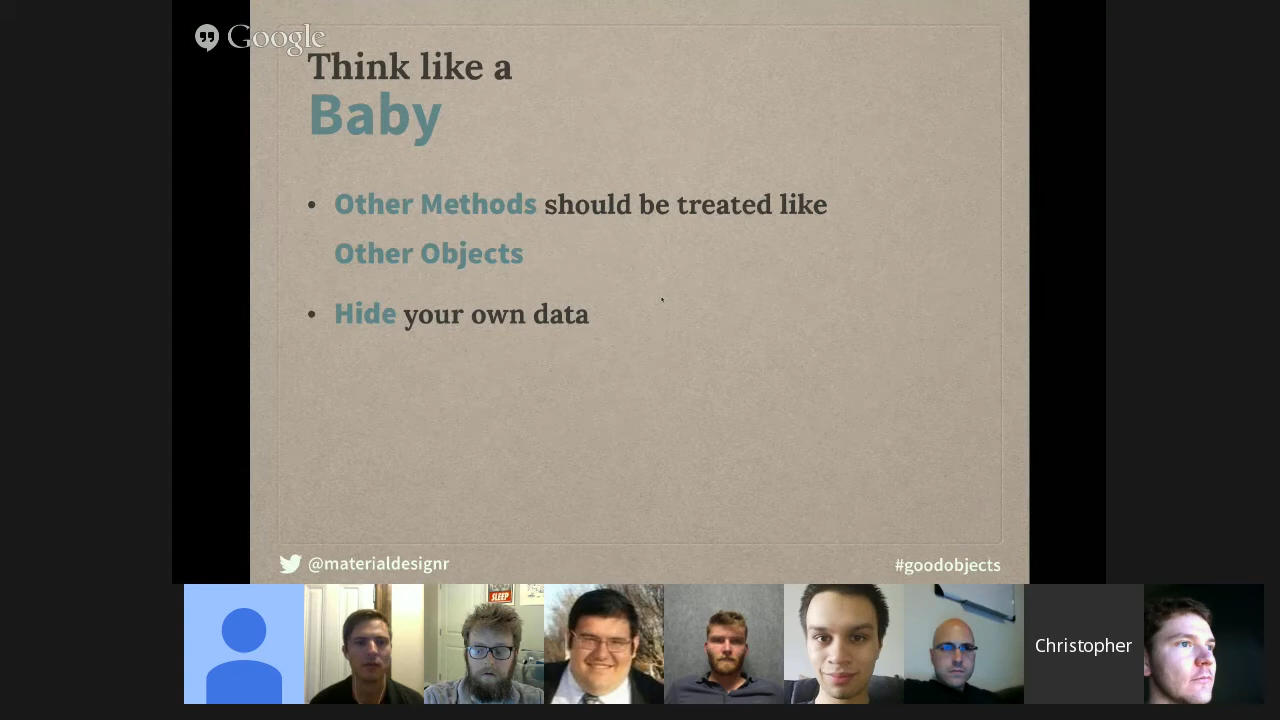 Google
Think like a
Baby
• Other Methods should be treated like
Other Objects
• Hide your own data
@materialdesignr
#goodobjects
SLEEP
Christopher